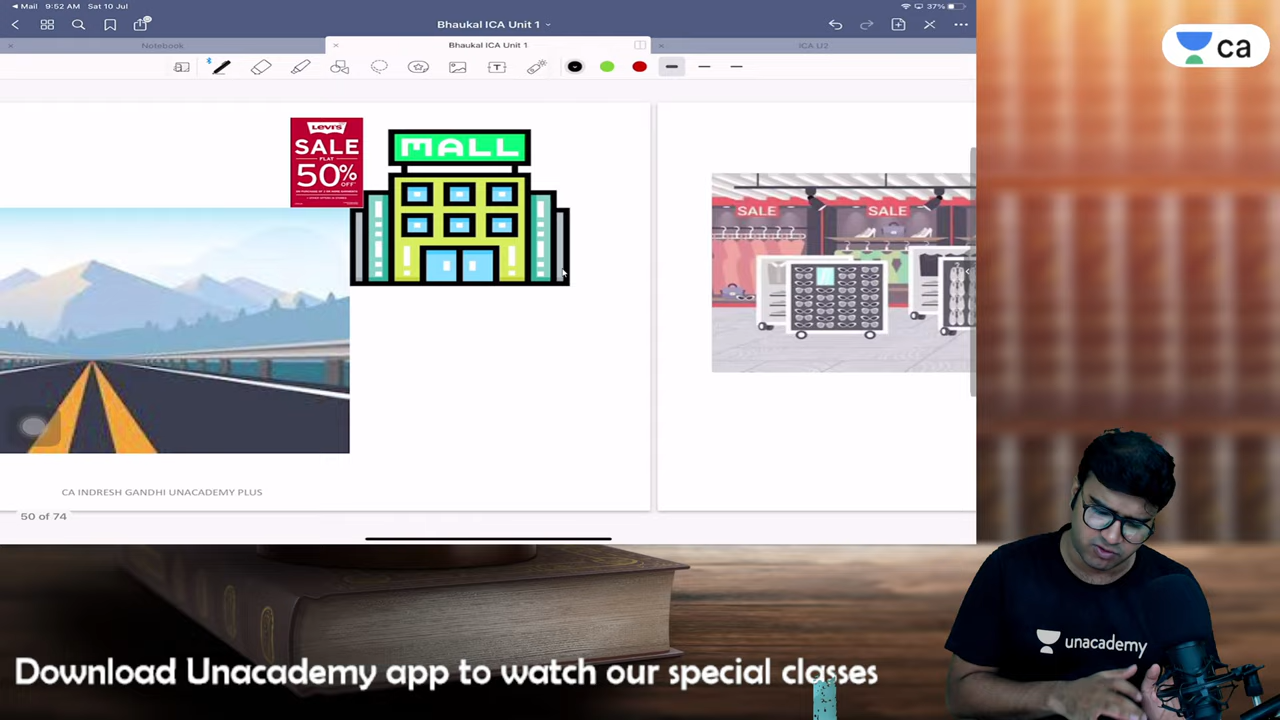 Mail 9:52 AM Sat 10 Jul
37%
Bhaukal ICA Unit 1
Notebook
Bhaukal ICA Unit 1
ICA U2
T
ca
Levi's
SALE
FLAT
50% OFF*
MALL
SALE
SALE
CA INDRESH GANDHI UNACADEMY PLUS
50 of 74
unacademy
Download Unacademy app to watch our special classes